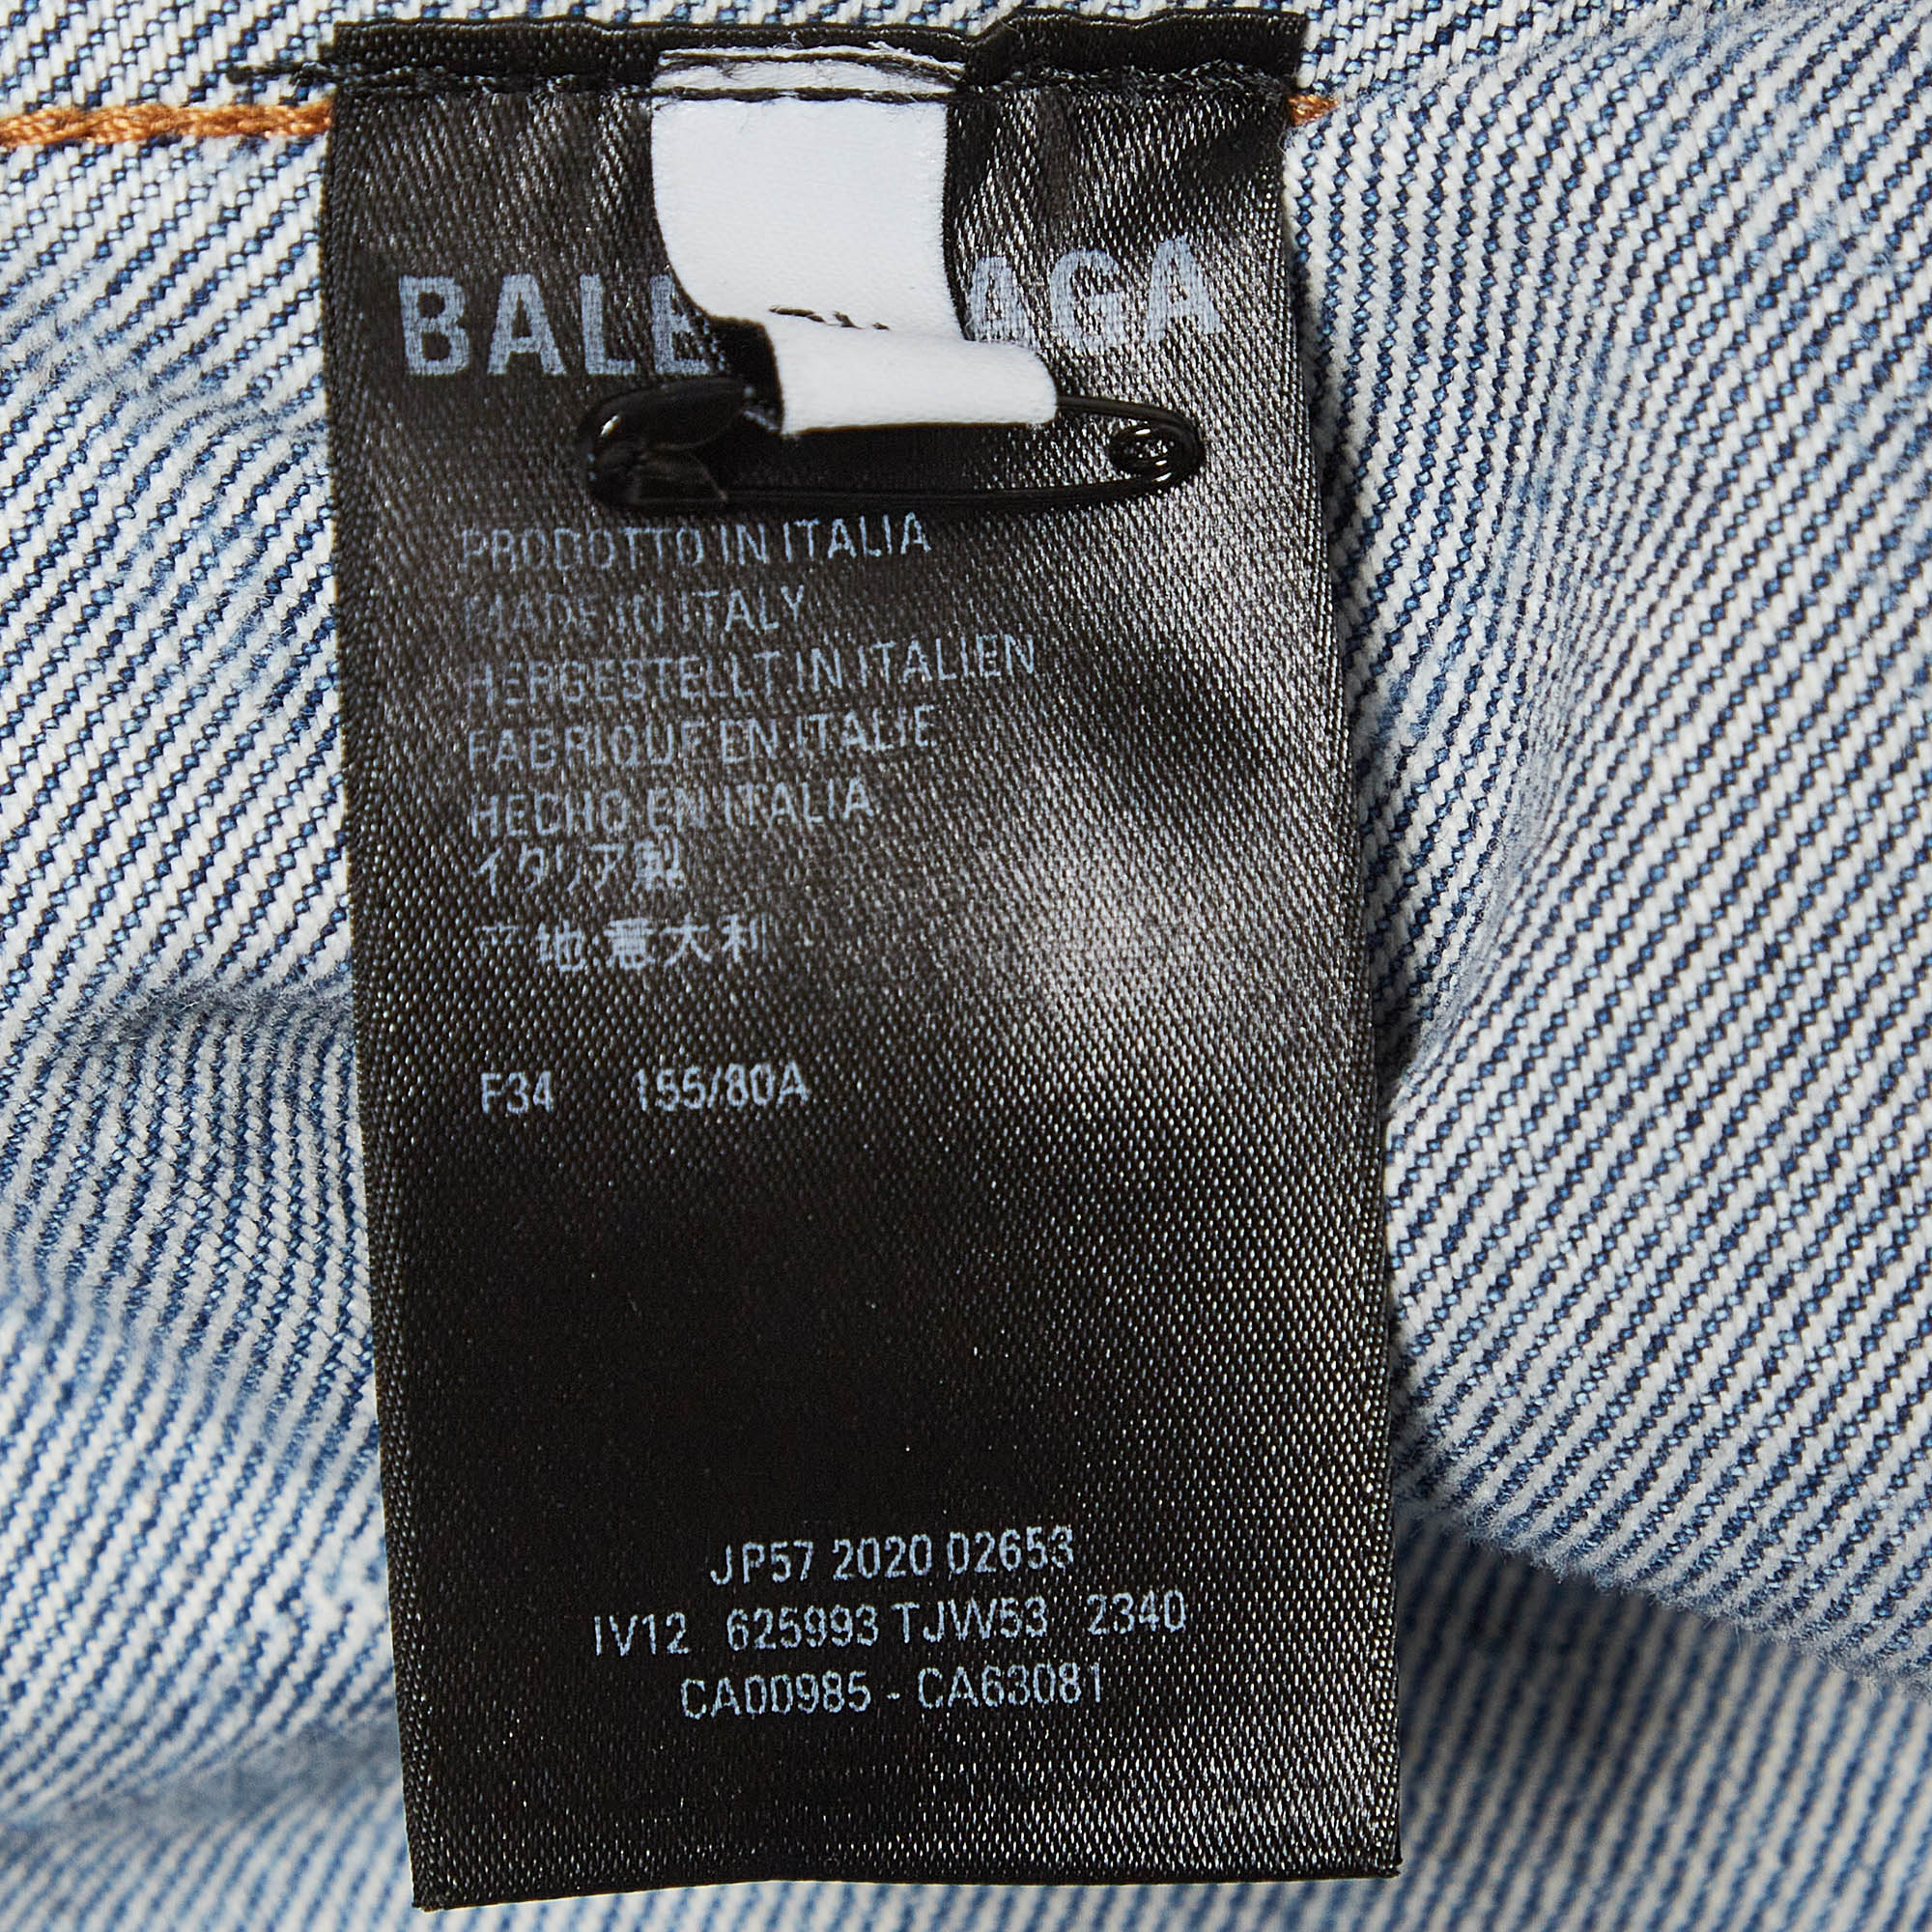 BALE AGA
PRODOTTO IN ITALIA
MADE IN ITALY
HERGESTELLT IN ITALIEN
FABRIQUE EN ITALIE
HECHO EN ITALIA
イタリア製
产地:意大利
F34 155/80A
JP57 2020 02653
IV12 625993 TJW53 2340
CA00985 - CA63081